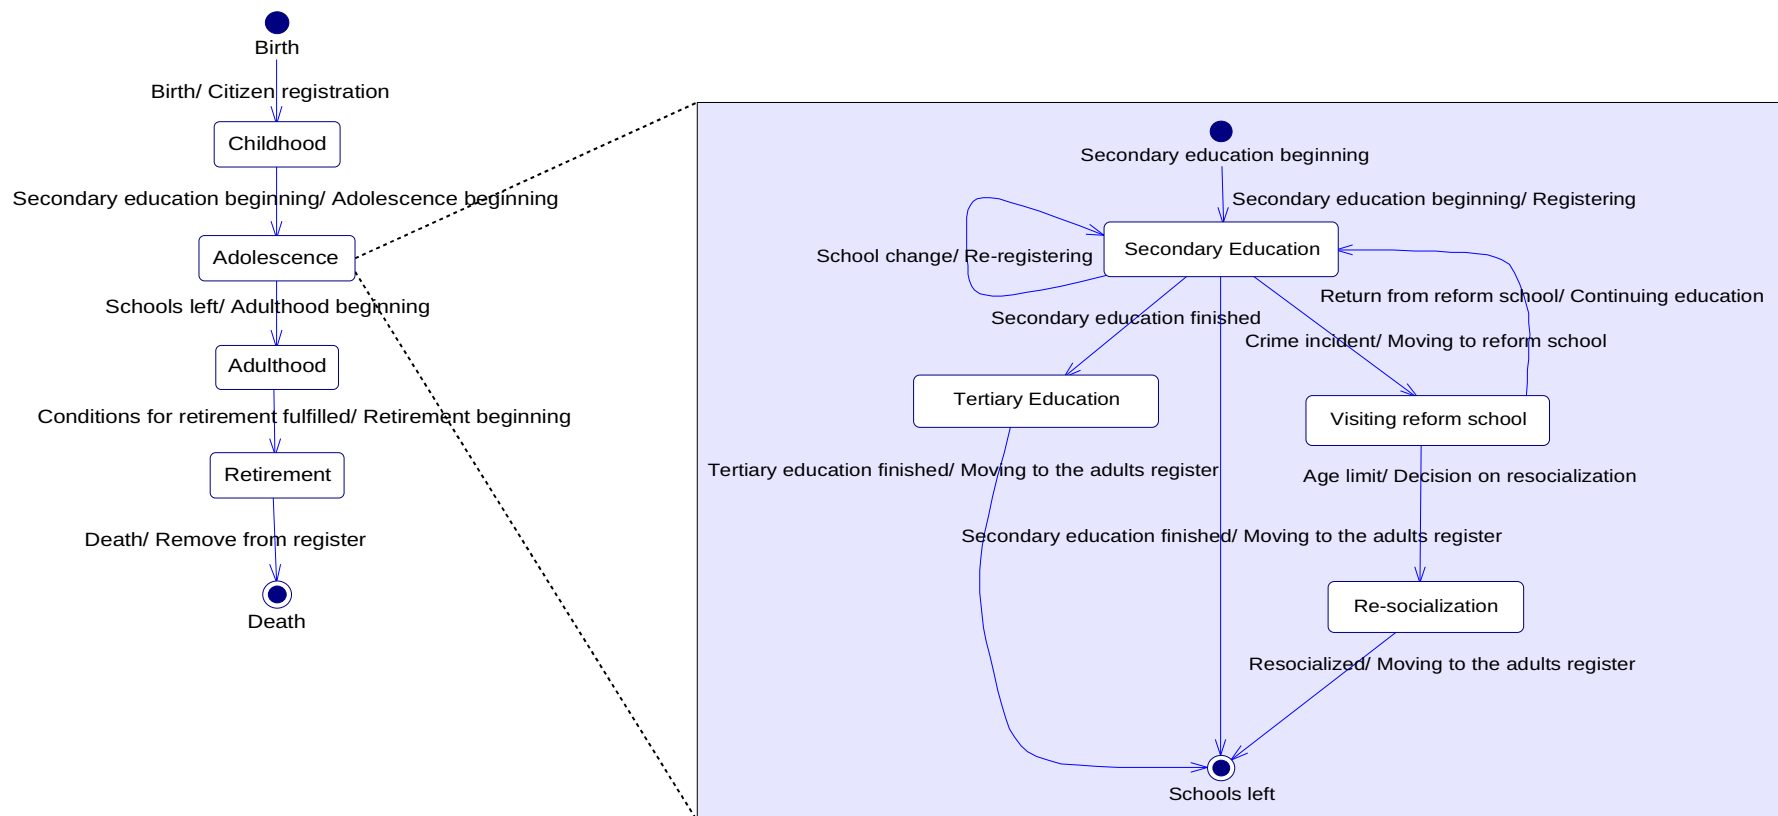 Birth
Birth/ Citizen registration
Childhood
Secondary education beginning/ Adolescence beginning
Adolescence
Schools left/ Adulthood beginning
Adulthood
Conditions for retirement fulfilled/ Retirement beginning
Retirement
Death/ Remove from register
Death
Secondary education beginning
Secondary education beginning/ Registering
Secondary Education
School change/ Re-registering
Return from reform school/ Continuing education
Secondary education finished
Crime incident/ Moving to reform school
Tertiary Education
Visiting reform school
Tertiary education finished/ Moving to the adults register
Age limit/ Decision on resocialization
Secondary education finished/ Moving to the adults register
Re-socialization
Resocialized/ Moving to the adults register
Schools left